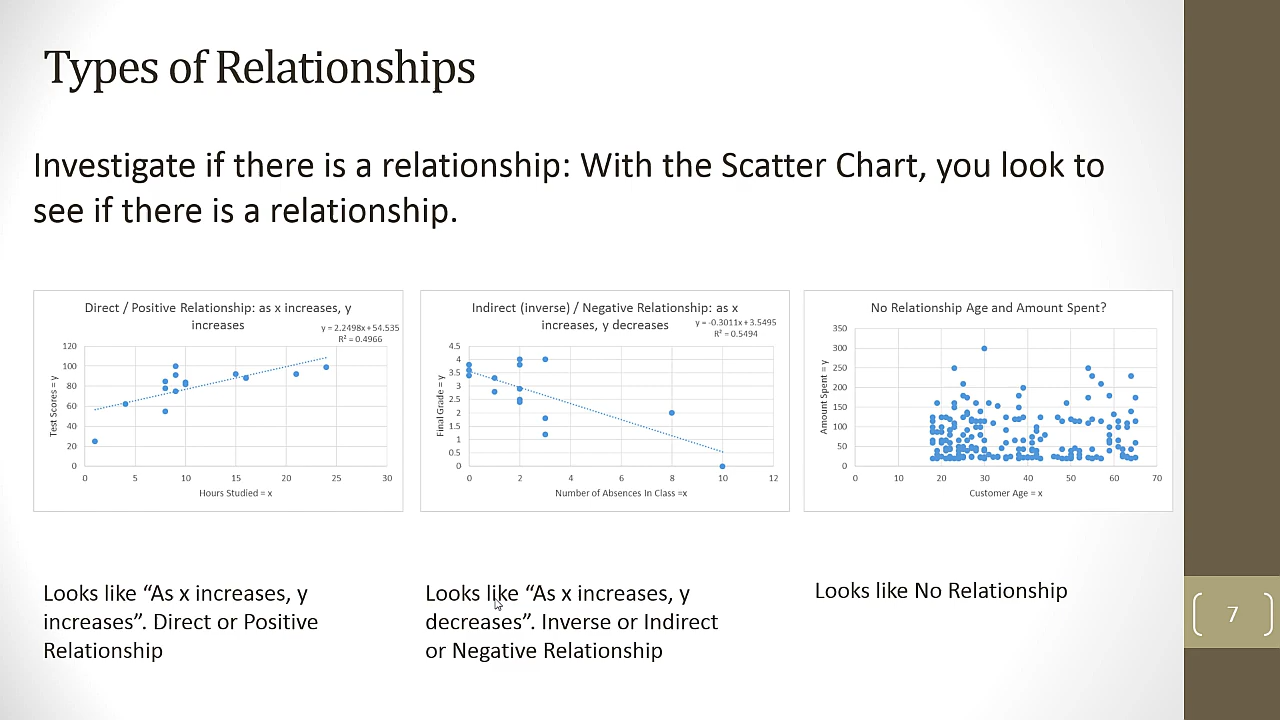 Types of Relationships
Investigate if there is a relationship: With the Scatter Chart, you look to
see if there is a relationship.
Direct / Positive Relationship: as x increases, y
increases
y = 2.2498x + 54.535
R² = 0.4966
120
100
80
60
40
20
0
Test Scores = y
0 5 10 15 20 25 30
Hours Studied = x
Indirect (inverse) / Negative Relationship: as x
increases, y decreases
y = -0.3011x + 3.5495
R² = 0.5494
4.5
4
3.5
3
2.5
2
1.5
1
0.5
0
Final Grade = y
0 2 4 6 8 10 12
Number of Absences In Class =x
No Relationship Age and Amount Spent?
350
300
250
200
150
100
50
0
Amount Spent = y
0 10 20 30 40 50 60 70
Customer Age = x
Looks like “As x increases, y
increases”. Direct or Positive
Relationship
Looks like “As x increases, y
decreases”. Inverse or Indirect
or Negative Relationship
Looks like No Relationship
7